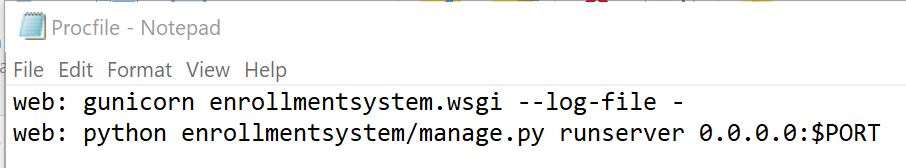 Procfile - Notepad
File Edit Format View Help
web: gunicorn enrollmentsystem.wsgi --log-file -
web: python enrollmentsystem/manage.py runserver 0.0.0.0:$PORT